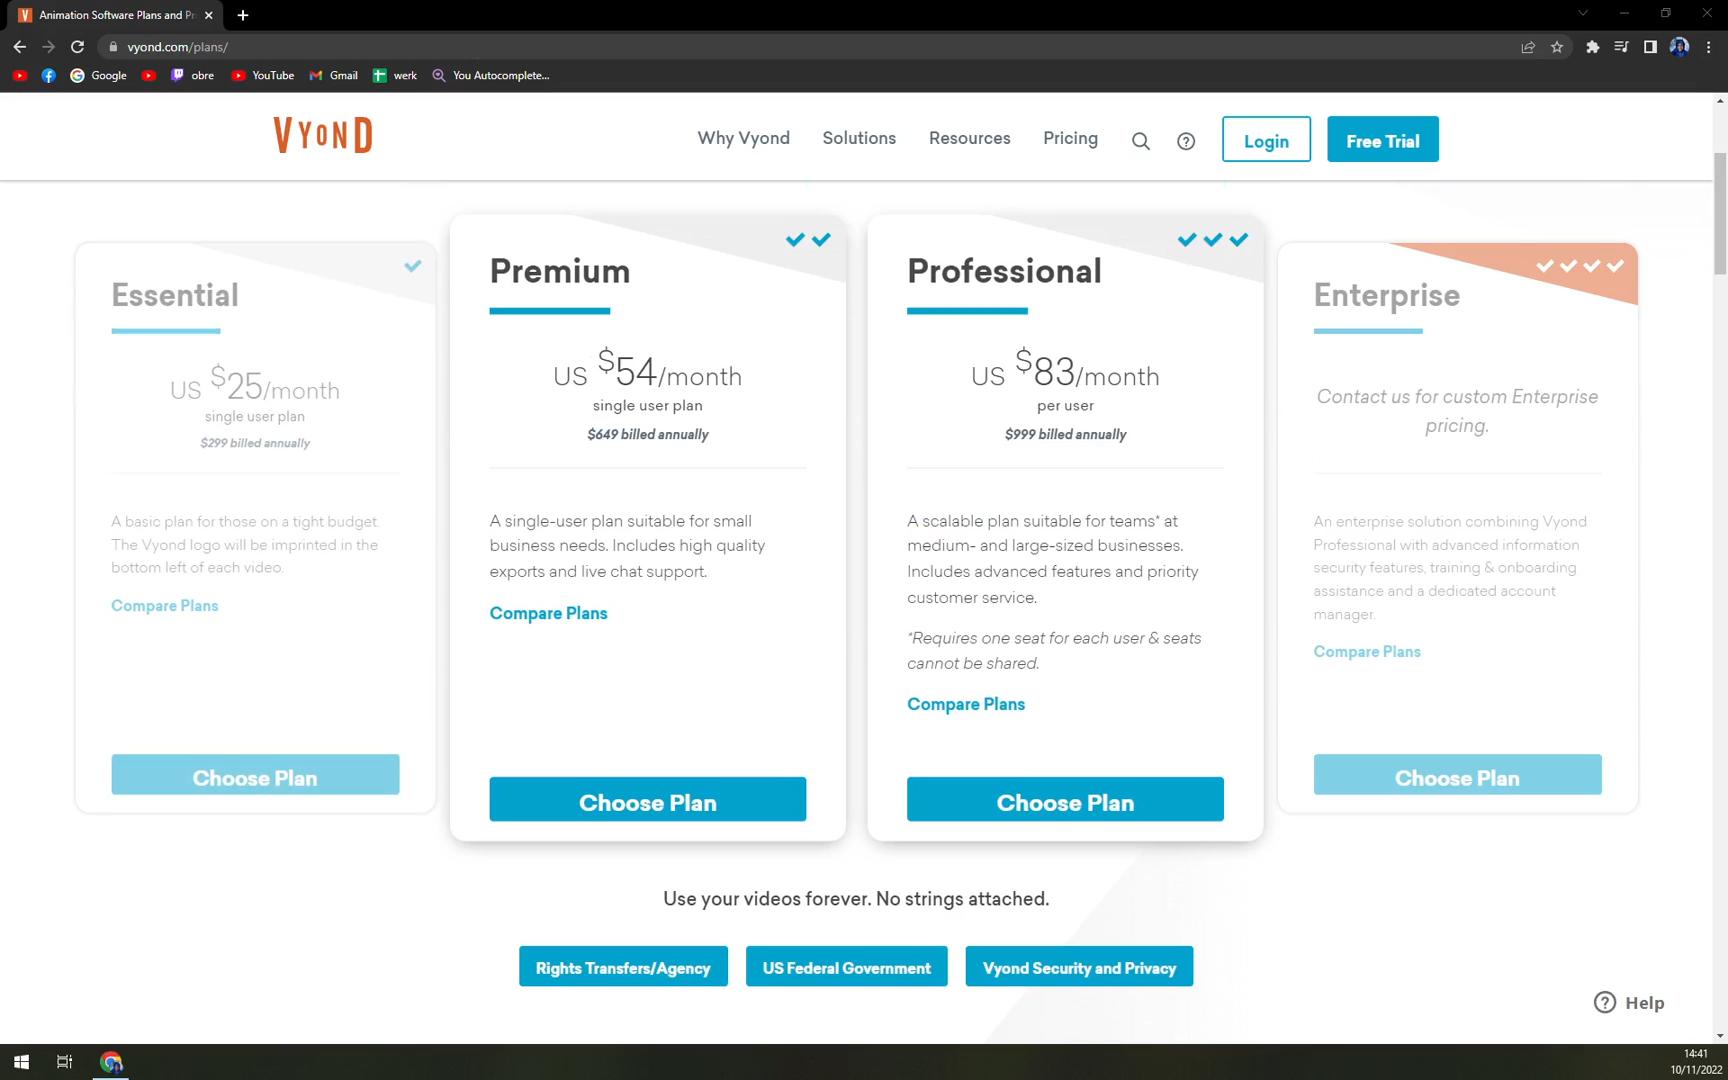 Animation Software Plans and Pr
vyond.com/plans/
Google
obre
YouTube
Gmail
werk
You Autocomplete...
VYOND
Why Vyond
Solutions
Resources
Pricing
Login
Free Trial
Essential
US $25/month
single user plan
$299 billed annually
A basic plan for those on a tight budget.
The Vyond logo will be imprinted in the
bottom left of each video.
Compare Plans
Choose Plan
Premium
US $54/month
single user plan
$649 billed annually
A single-user plan suitable for small
business needs. Includes high quality
exports and live chat support.
Compare Plans
Choose Plan
Professional
US $83/month
per user
$999 billed annually
A scalable plan suitable for teams* at
medium- and large-sized businesses.
Includes advanced features and priority
customer service.
*Requires one seat for each user & seats
cannot be shared.
Compare Plans
Choose Plan
Enterprise
Contact us for custom Enterprise
pricing.
An enterprise solution combining Vyond
Professional with advanced information
security features, training & onboarding
assistance and a dedicated account
manager.
Compare Plans
Choose Plan
Use your videos forever. No strings attached.
Rights Transfers/Agency
US Federal Government
Vyond Security and Privacy
Help
14:41
10/11/2022